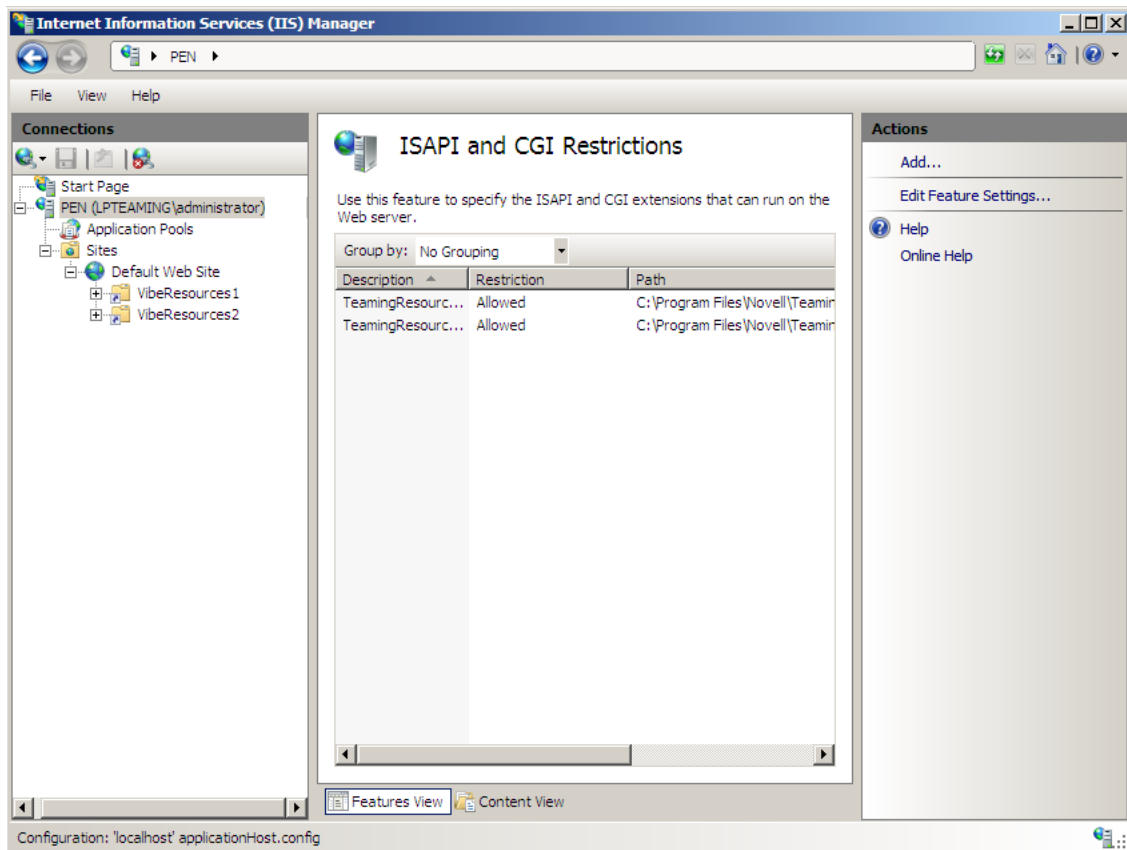 Internet Information Services (IIS) Manager
PEN
File View Help
Connections
Start Page
PEN (LPTEAMING\administrator)
Application Pools
Sites
Default Web Site
VibeResources1
VibeResources2
ISAPI and CGI Restrictions
Use this feature to specify the ISAPI and CGI extensions that can run on the
Web server.
Group by: No Grouping
Description Restriction Path
TeamingResourc... Allowed C:\Program Files\Novell\Teamin
TeamingResourc... Allowed C:\Program Files\Novell\Teamin
Features View Content View
Actions
Add...
Edit Feature Settings...
Help
Online Help
Configuration: 'localhost' applicationHost.config